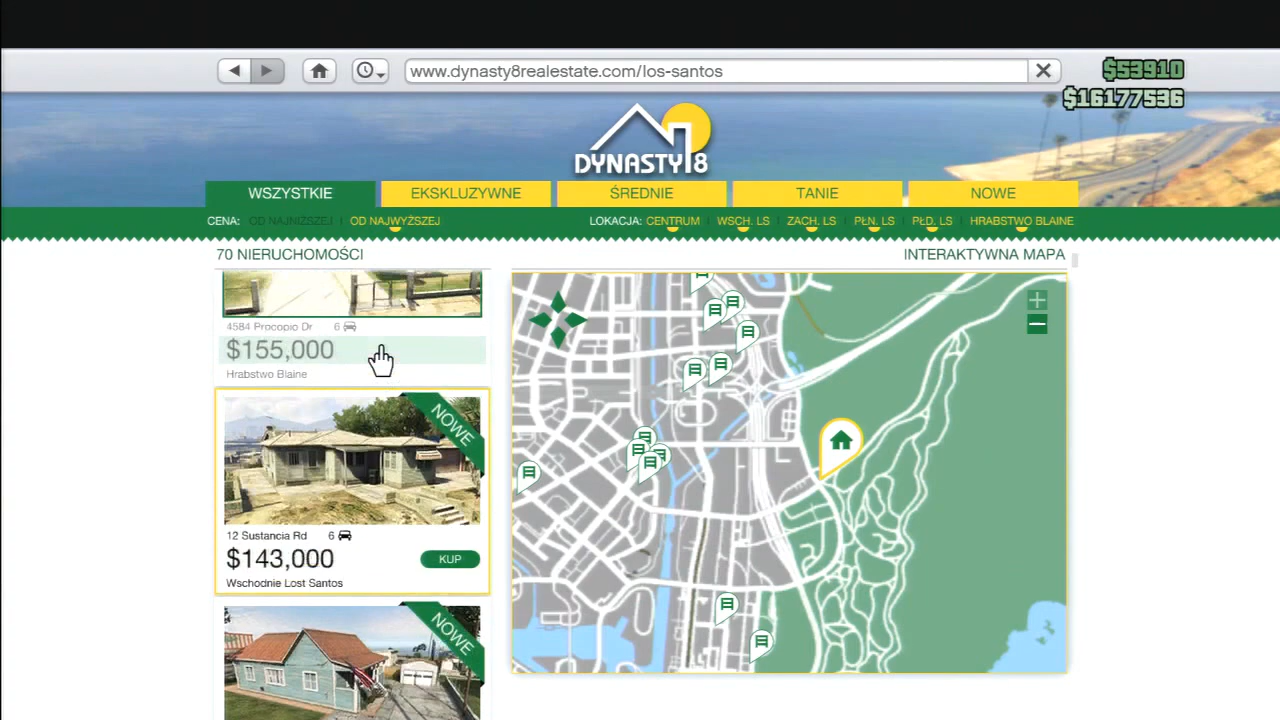 www.dynasty8realestate.com/los-santos
$53910
$16177536
DYNASTY 8
WSZYSTKIE EKSKLUZYWNE ŚREDNIE TANIE NOWE
CENA: OD NAJNIŻSZEJ | OD NAJWYŻSZEJ LOKACJA: CENTRUM | WSCH. LS | ZACH. LS | PŁN. LS | PŁD. LS | HRABSTWO BLAINE
70 NIERUCHOMOŚCI INTERAKTYWNA MAPA
4584 Procopio Dr 6
$155,000
Hrabstwo Blaine
NOWE
12 Sustancia Rd 6
$143,000 KUP
Wschodnie Lost Santos
NOWE